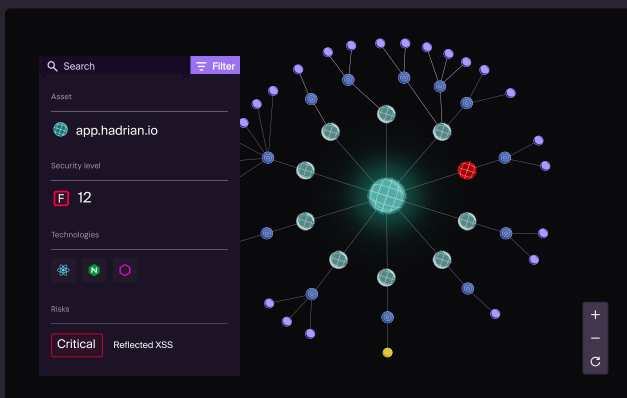 Search
Filter
Asset
app.hadrian.io
Security level
F 12
Technologies
N
Risks
Critical Reflected XSS